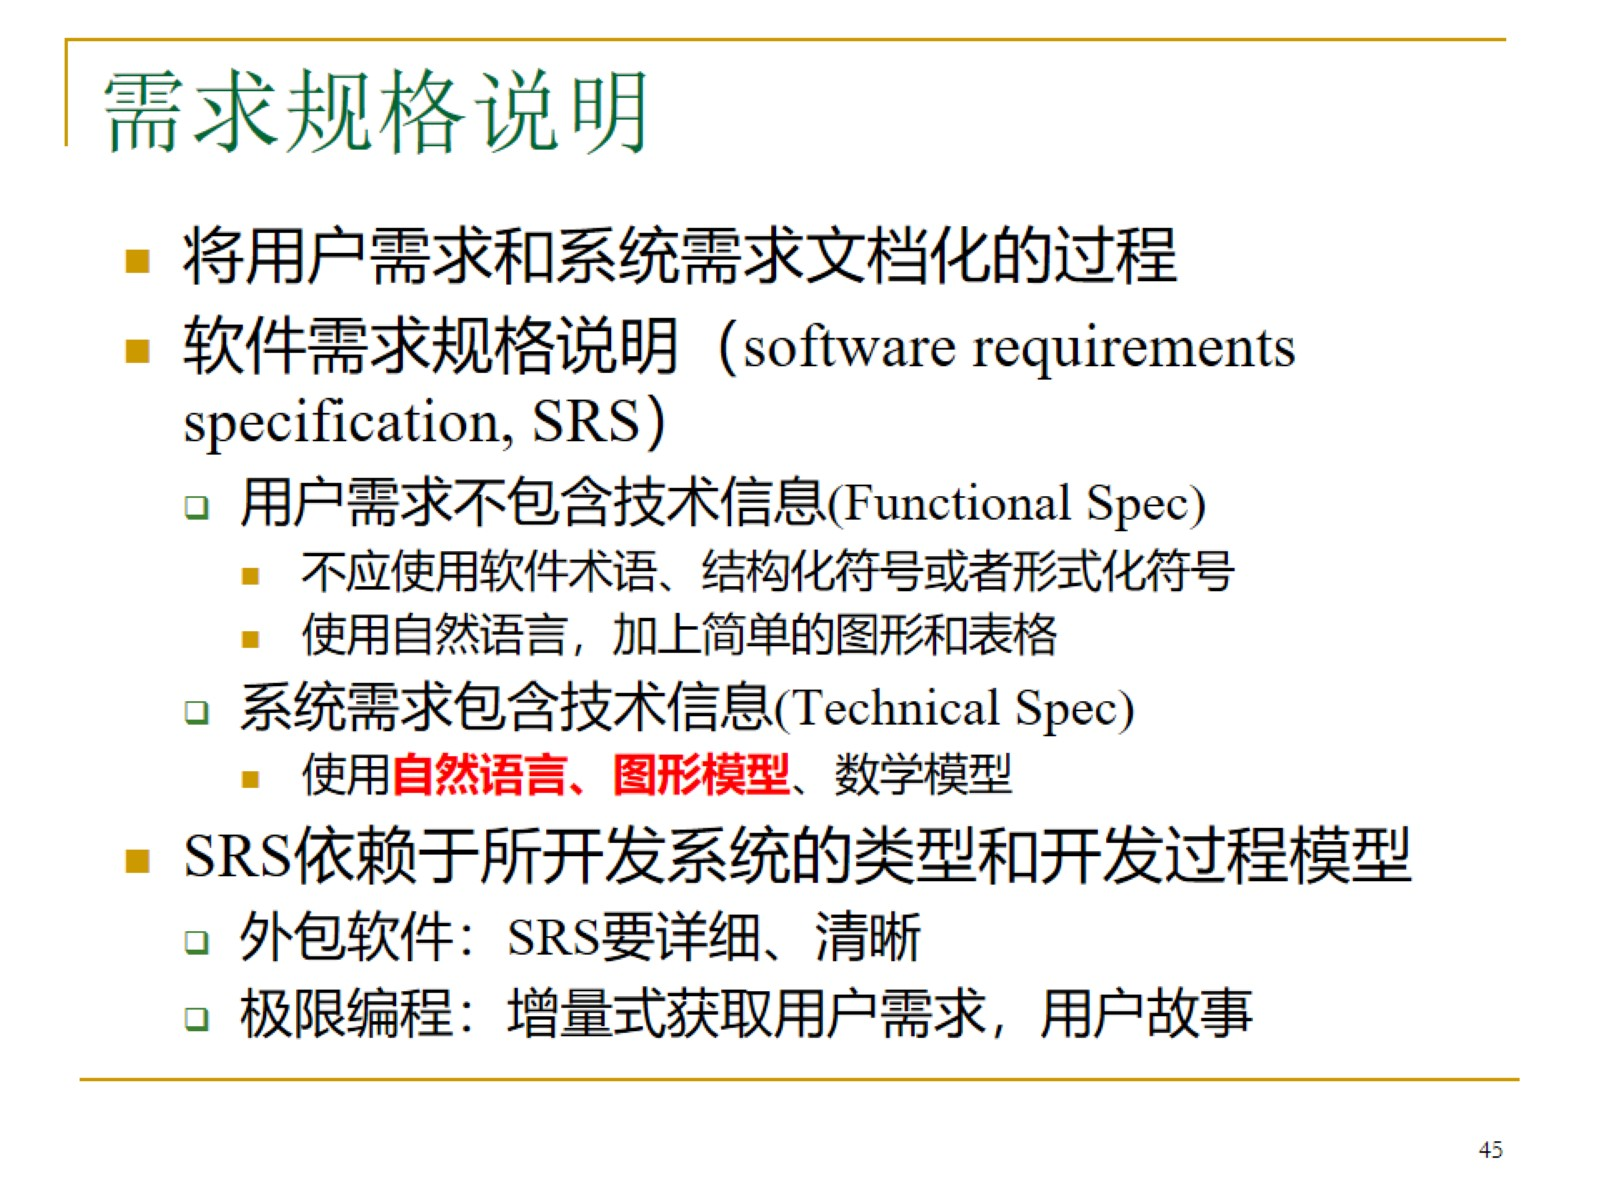 需求规格说明
将用户需求和系统需求文档化的过程
软件需求规格说明（software requirements
specification, SRS）
用户需求不包含技术信息(Functional Spec)
不应使用软件术语、结构化符号或者形式化符号
使用自然语言，加上简单的图形和表格
系统需求包含技术信息(Technical Spec)
使用自然语言、图形模型、数学模型
SRS依赖于所开发系统的类型和开发过程模型
外包软件：SRS要详细、清晰
极限编程：增量式获取用户需求，用户故事
45